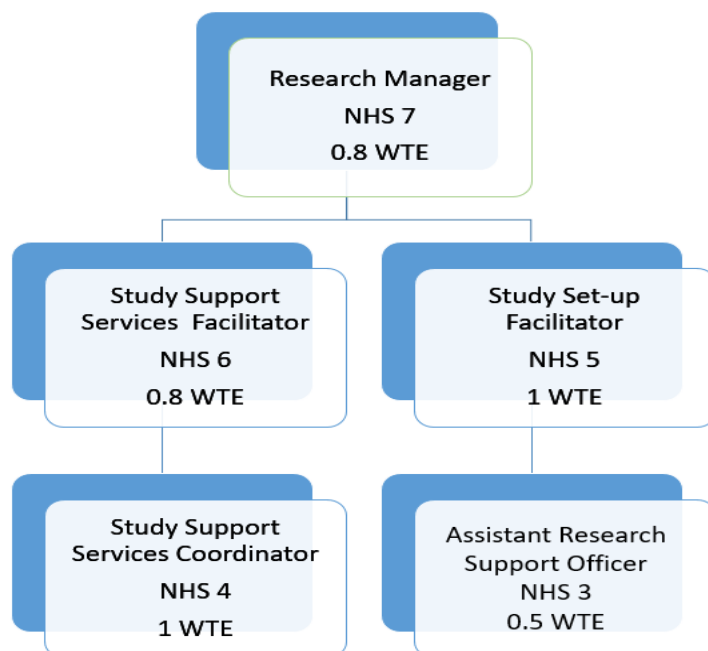 Research Manager
NHS 7
0.8 WTE
Study Support
Services Facilitator
NHS 6
0.8 WTE
Study Set-up
Facilitator
NHS 5
1 WTE
Study Support
Services Coordinator
NHS 4
1 WTE
Assistant Research
Support Officer
NHS 3
0.5 WTE